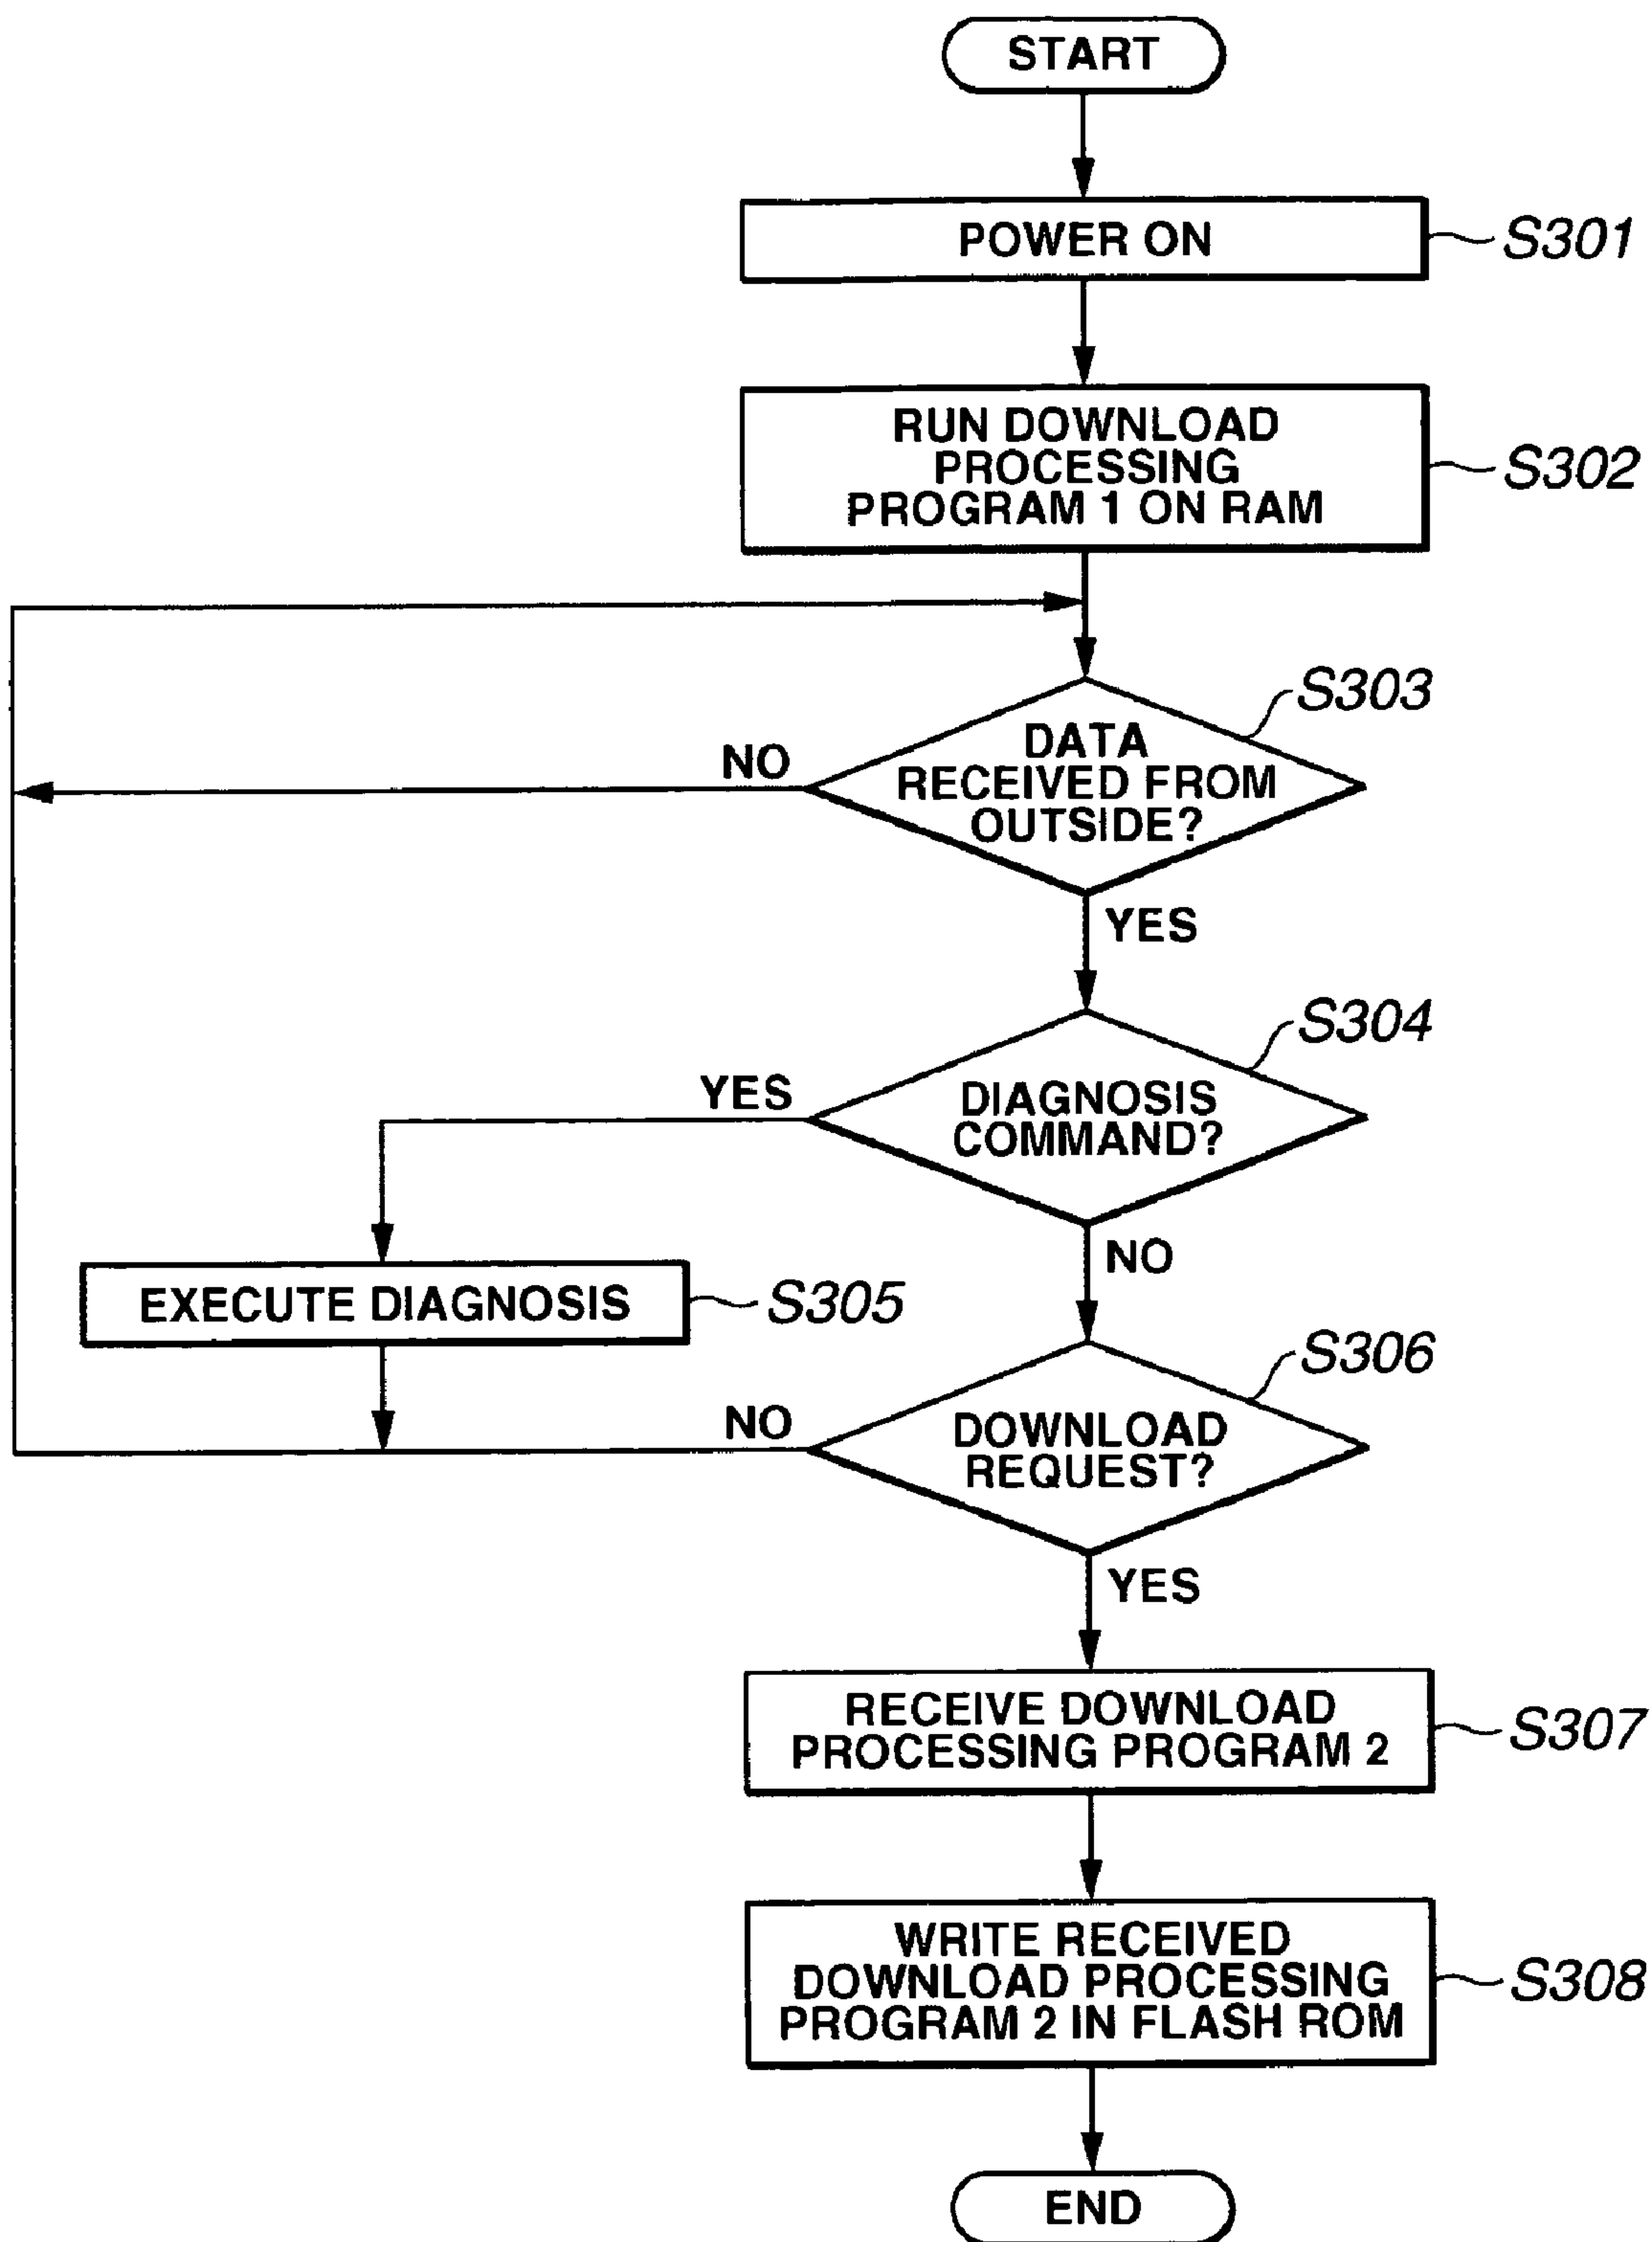 START
POWER ON
S301
RUN DOWNLOAD
PROCESSING
PROGRAM 1 ON RAM
S302
S303
DATA
RECEIVED FROM
OUTSIDE?
NO
YES
S304
DIAGNOSIS
COMMAND?
YES
NO
EXECUTE DIAGNOSIS
S305
S306
DOWNLOAD
REQUEST?
NO
YES
RECEIVE DOWNLOAD
PROCESSING PROGRAM 2
S307
WRITE RECEIVED
DOWNLOAD PROCESSING
PROGRAM 2 IN FLASH ROM
S308
END